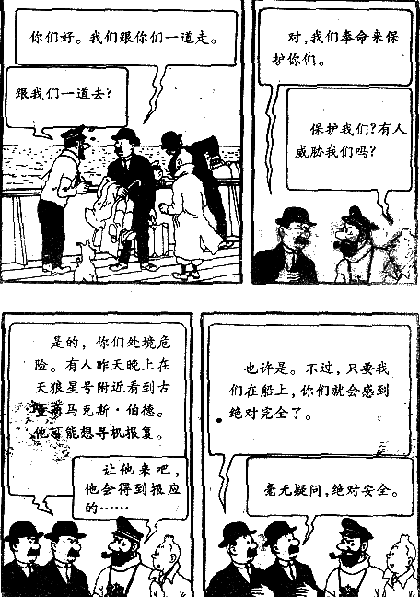 你们好。我们跟你们一道走。
跟我们一道去?
对,我们奉命来保
护你们。
保护我们?有人
威胁我们吗?
是的,你们处境危
险。有人昨天晚上在
天狼星号附近看到古
董商马克斯·伯德。
他可能想寻机报复。
让他来吧,
他会得到报应
的……
也许是。不过,只要我
们在船上,你们就会感到
绝对完全了。
毫无疑问,绝对安全。